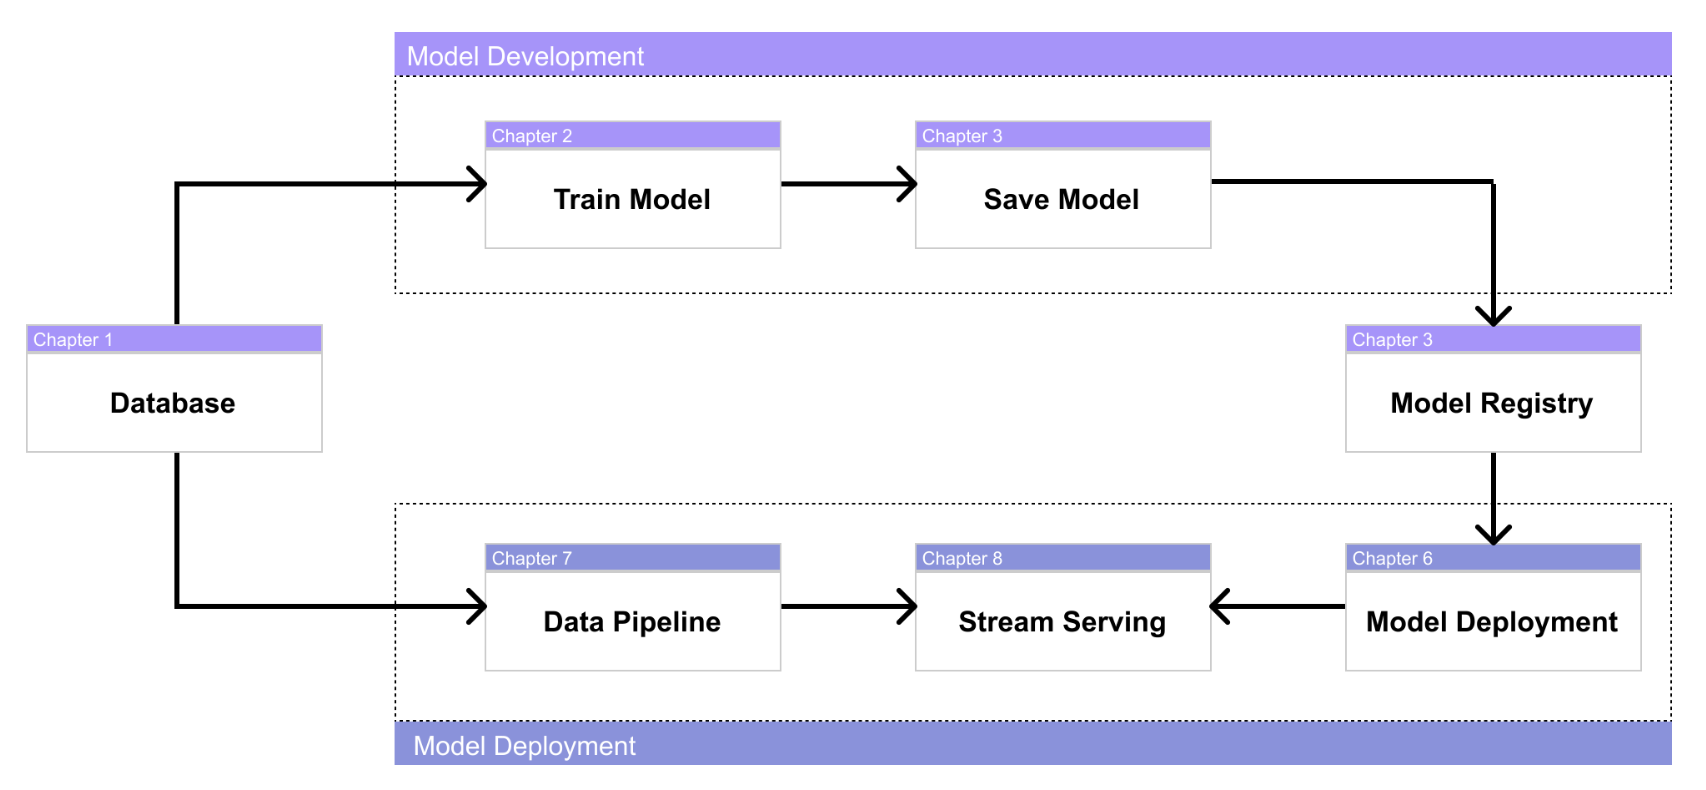 Model Development
Chapter 2
Train Model
Chapter 3
Save Model
Chapter 1
Database
Chapter 3
Model Registry
Chapter 7
Data Pipeline
Chapter 8
Stream Serving
Chapter 6
Model Deployment
Model Deployment